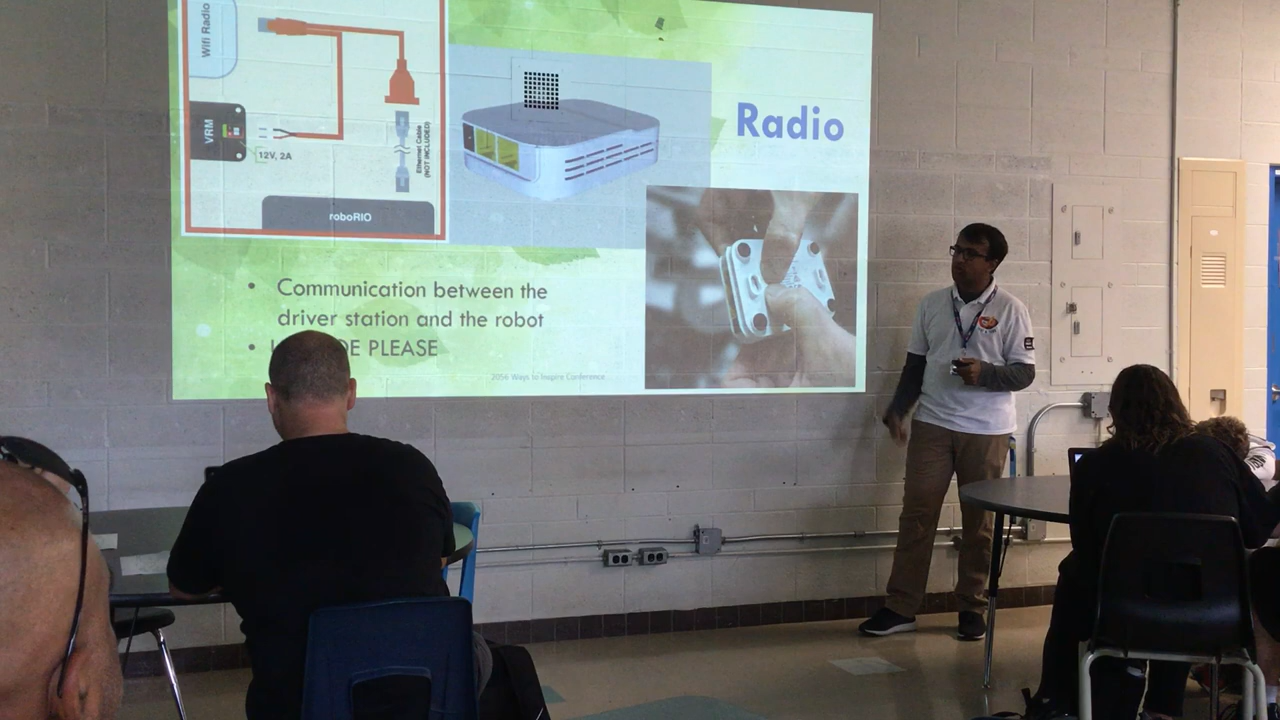 Wifi Radio
VRM
12V, 2A
Ethernet Cable
(NOT INCLUDED)
roboRIO
Radio
• Communication between the
driver station and the robot
• PLEASE
2056 Ways to Inspire Conference